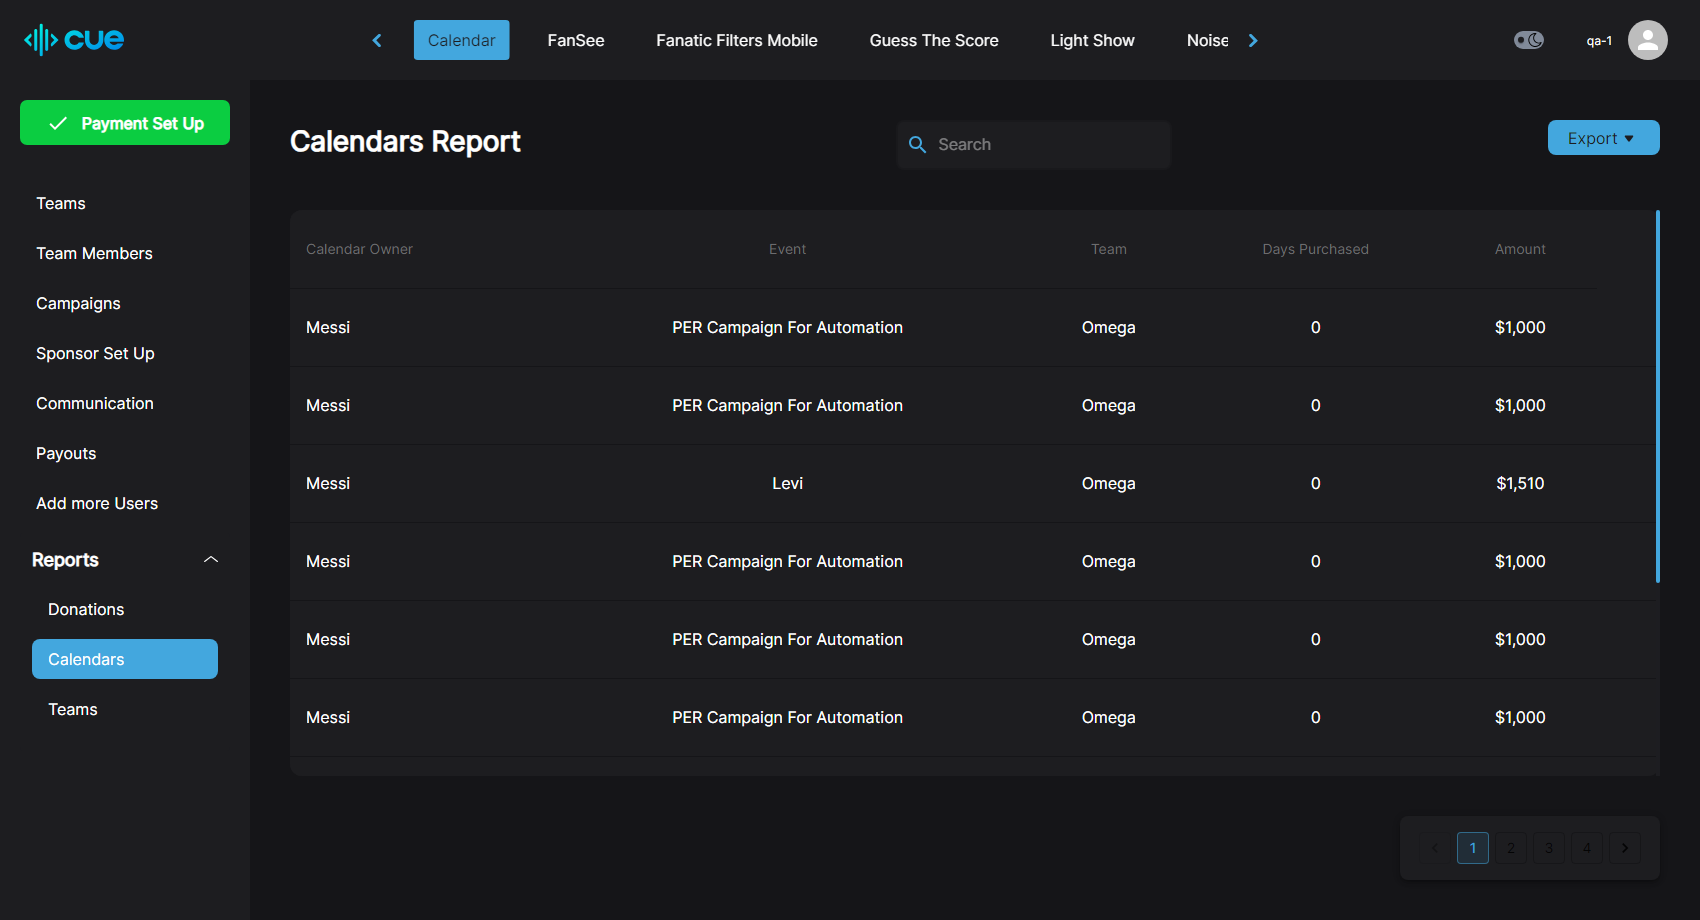 cue
Calendar
FanSee
Fanatic Filters Mobile
Guess The Score
Light Show
Noise
qa-1
Payment Set Up
Teams
Team Members
Campaigns
Sponsor Set Up
Communication
Payouts
Add more Users
Reports
Donations
Calendars
Teams
Calendars Report
Search
Export
Calendar Owner Event Team Days Purchased Amount
Messi PER Campaign For Automation Omega 0 $1,000
Messi PER Campaign For Automation Omega 0 $1,000
Messi Levi Omega 0 $1,510
Messi PER Campaign For Automation Omega 0 $1,000
Messi PER Campaign For Automation Omega 0 $1,000
Messi PER Campaign For Automation Omega 0 $1,000
1 2 3 4